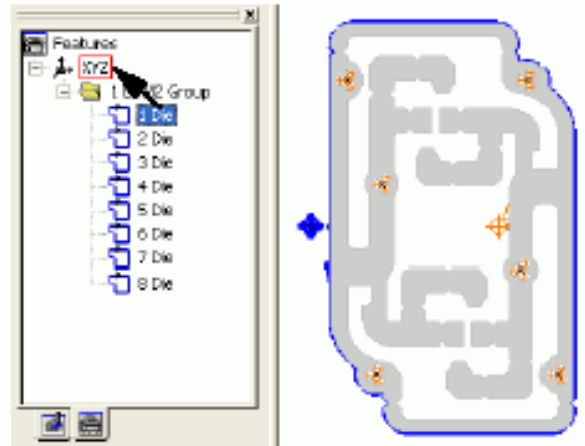 Features
XYZ
Group
1 Die
2 Die
3 Die
4 Die
5 Die
6 Die
7 Die
8 Die